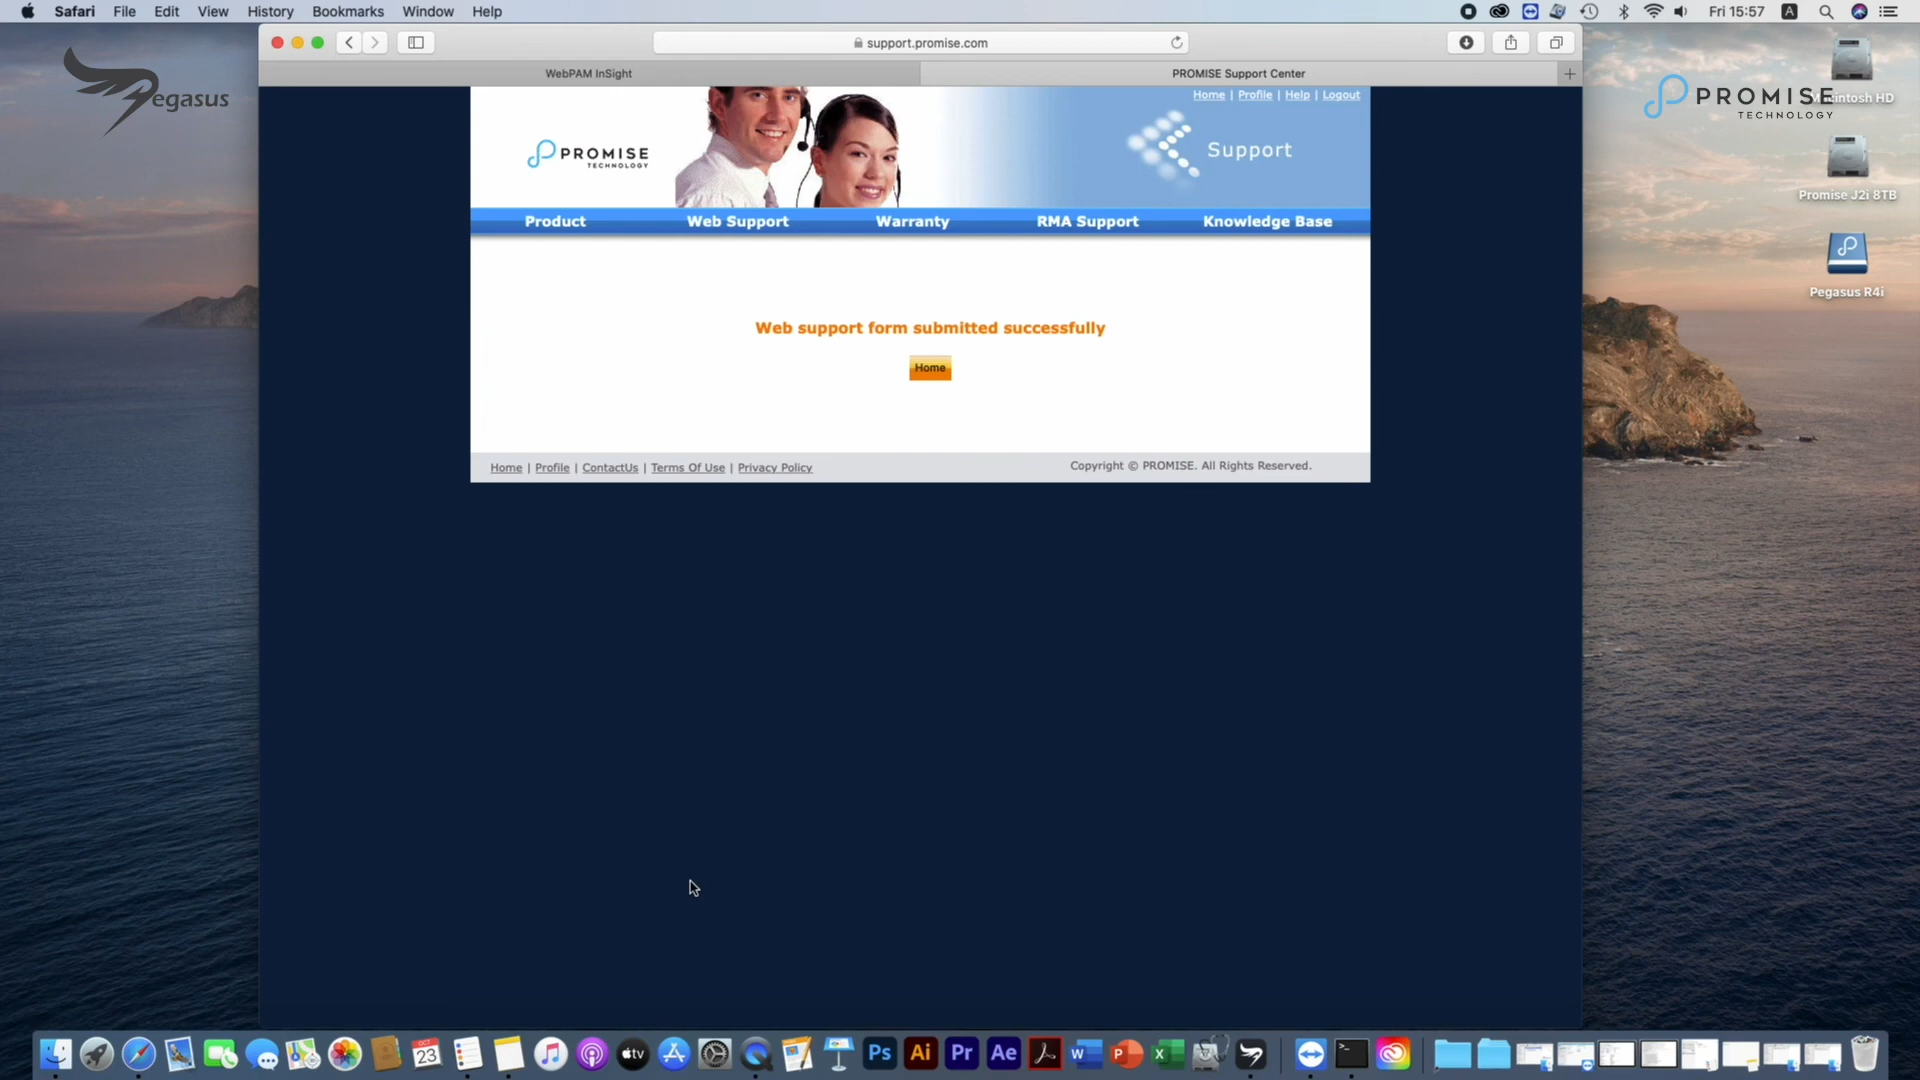 Safari File Edit View History Bookmarks Window Help
Fri 15:57 A
support.promise.com
WebPAM InSight
PROMISE Support Center
Pegasus
PROMISE
TECHNOLOGY
Macintosh HD
Promise J2i 8TB
Pegasus R4i
Home | Profile | Help | Logout
PROMISE
TECHNOLOGY
Support
Product Web Support Warranty RMA Support Knowledge Base
Web support form submitted successfully
Home
Home | Profile | ContactUs | Terms Of Use | Privacy Policy
Copyright © PROMISE. All Rights Reserved.
OCT
23
tv
Ps Ai Pr Ae W P X
>_